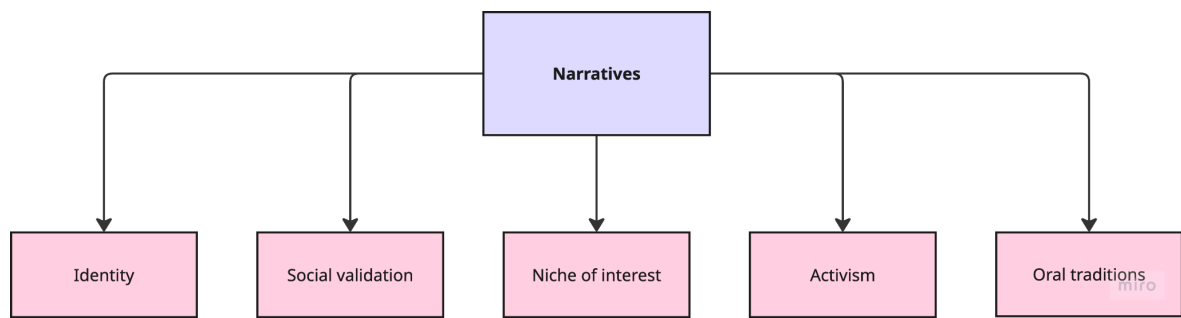 Narratives
Identity
Social validation
Niche of interest
Activism
Oral traditions
miro